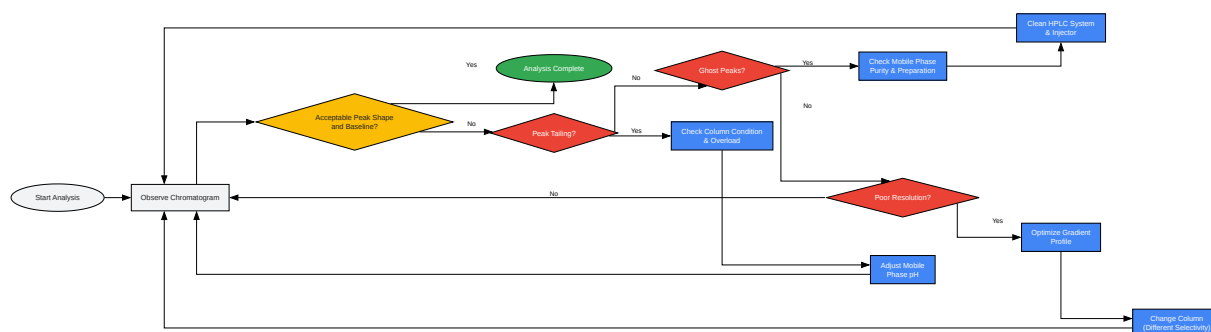 Clean HPLC System
& Injector
Yes
Analysis Complete
Ghost Peaks?
Yes
Check Mobile Phase
Purity & Preparation
No
No
Acceptable Peak Shape
and Baseline?
No
Peak Tailing?
Yes
Check Column Condition
& Overload
Start Analysis
Observe Chromatogram
No
Poor Resolution?
Yes
Optimize Gradient
Profile
Adjust Mobile
Phase pH
Change Column
(Different Selectivity)